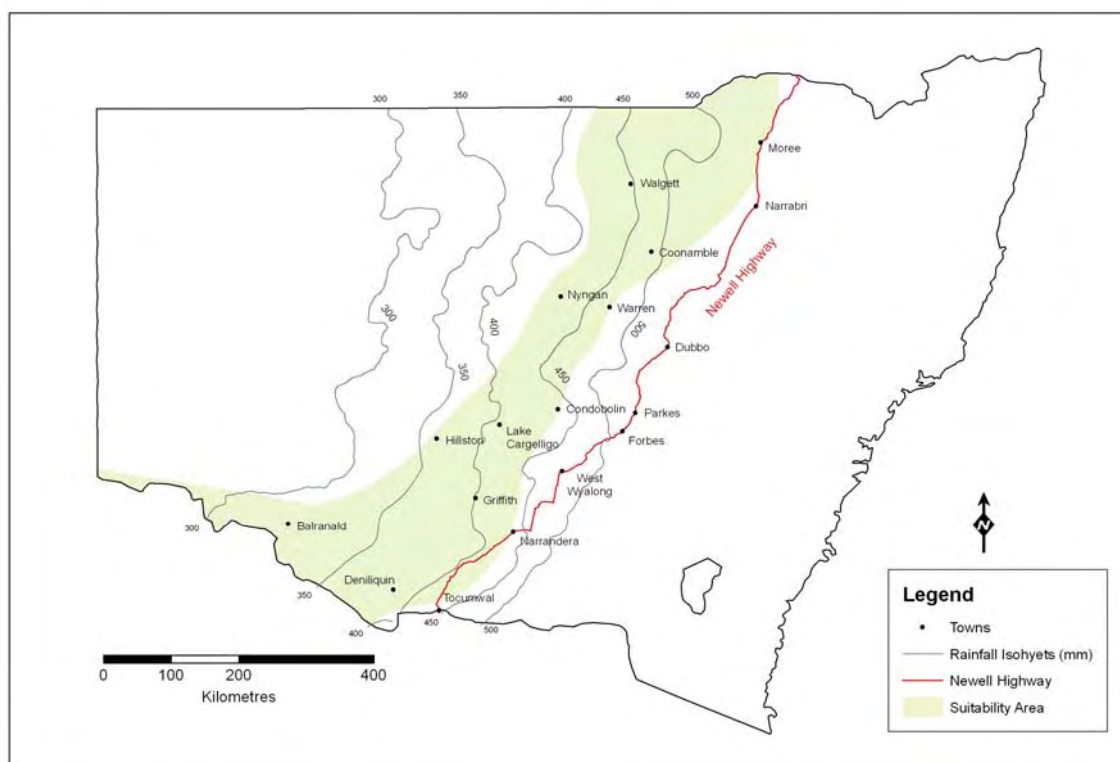 300
350
400
450
500
Moree
Walgett
Narrabri
Coonamble
Newell Highway
Nyngan
Warren
300
400
500
Dubbo
350
450
Condobolin
Parkes
Lake
Cargelligo
Forbes
Hillston
West
Wyalong
Griffith
Balranald
300
Narrandera
Deniliquin
350
Tocumwal
450
500
400
N
0
100
200
400
Kilometres
Legend
Towns
Rainfall Isohyets (mm)
Newell Highway
Suitability Area